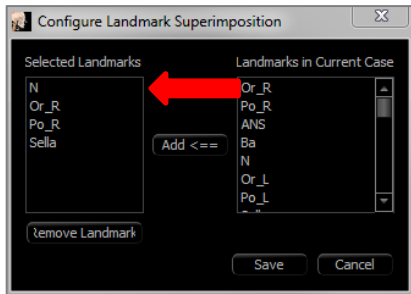 Configure Landmark Superimposition
Selected Landmarks
N
Or_R
Po_R
Sella
Add <==
Landmarks in Current Case
Or_R
Po_R
ANS
Ba
N
Or_L
Po_L
Remove Landmark
Save
Cancel